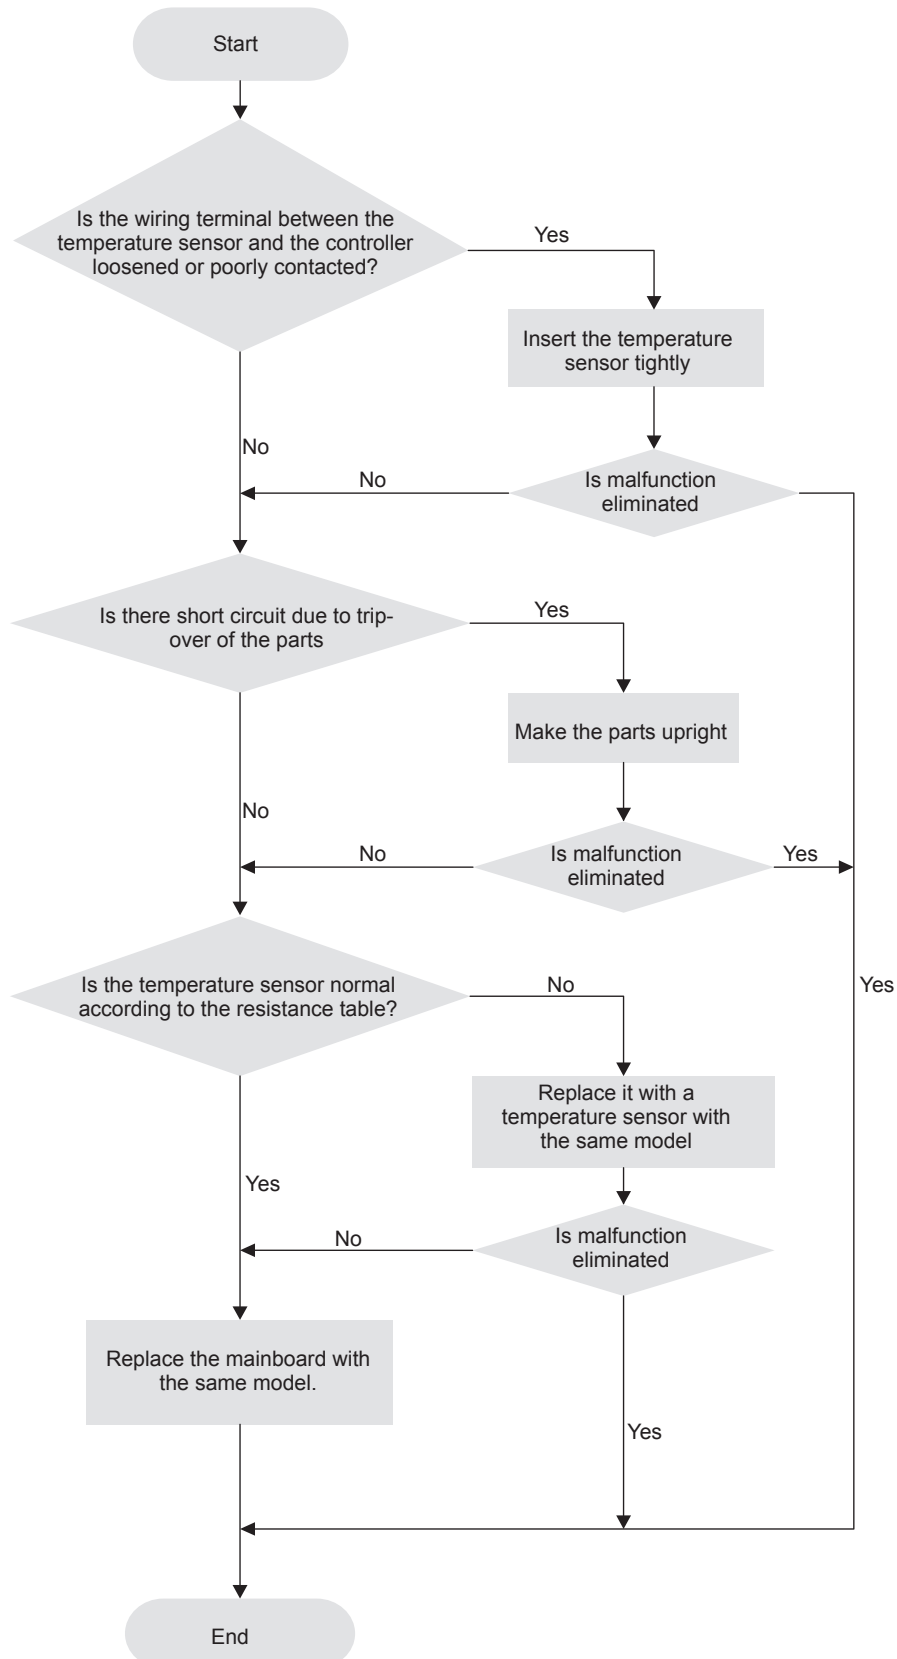 Start
Is the wiring terminal between the
temperature sensor and the controller
loosened or poorly contacted?
Yes
Insert the temperature
sensor tightly
No
No
Is malfunction
eliminated
Is there short circuit due to trip-
over of the parts
Yes
Make the parts upright
No
No
Is malfunction
eliminated
Yes
Is the temperature sensor normal
according to the resistance table?
No
Yes
Replace it with a
temperature sensor with
the same model
Yes
No
Is malfunction
eliminated
Replace the mainboard with
the same model.
Yes
End